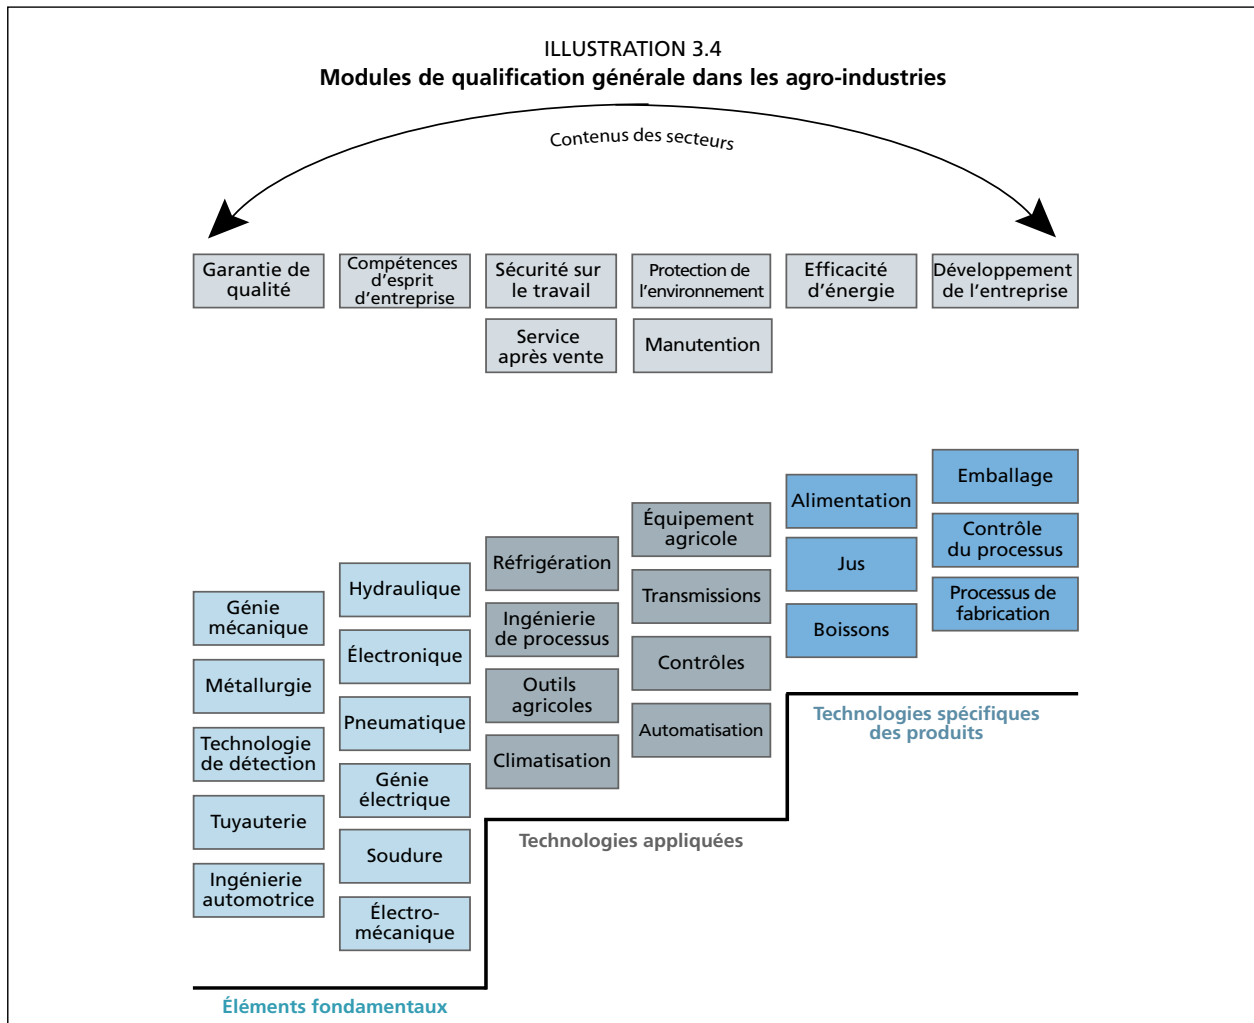 ILLUSTRATION 3.4
Modules de qualification générale dans les agro-industries
Contenus des secteurs
Garantie de
qualité
Compétences
d'esprit
d'entreprise
Sécurité sur
le travail
Protection de
l'environnement
Efficacité
d'énergie
Développement
de l'entreprise
Service
après vente
Manutention
Génie
mécanique
Métallurgie
Technologie
de détection
Tuyauterie
Ingénierie
automotrice
Hydraulique
Électronique
Pneumatique
Génie
électrique
Soudure
Électro-
mécanique
Réfrigération
Ingénierie
de processus
Outils
agricoles
Climatisation
Équipement
agricole
Transmissions
Contrôles
Automatisation
Alimentation
Jus
Boissons
Emballage
Contrôle
du processus
Processus de
fabrication
Technologies spécifiques
des produits
Technologies appliquées
Éléments fondamentaux